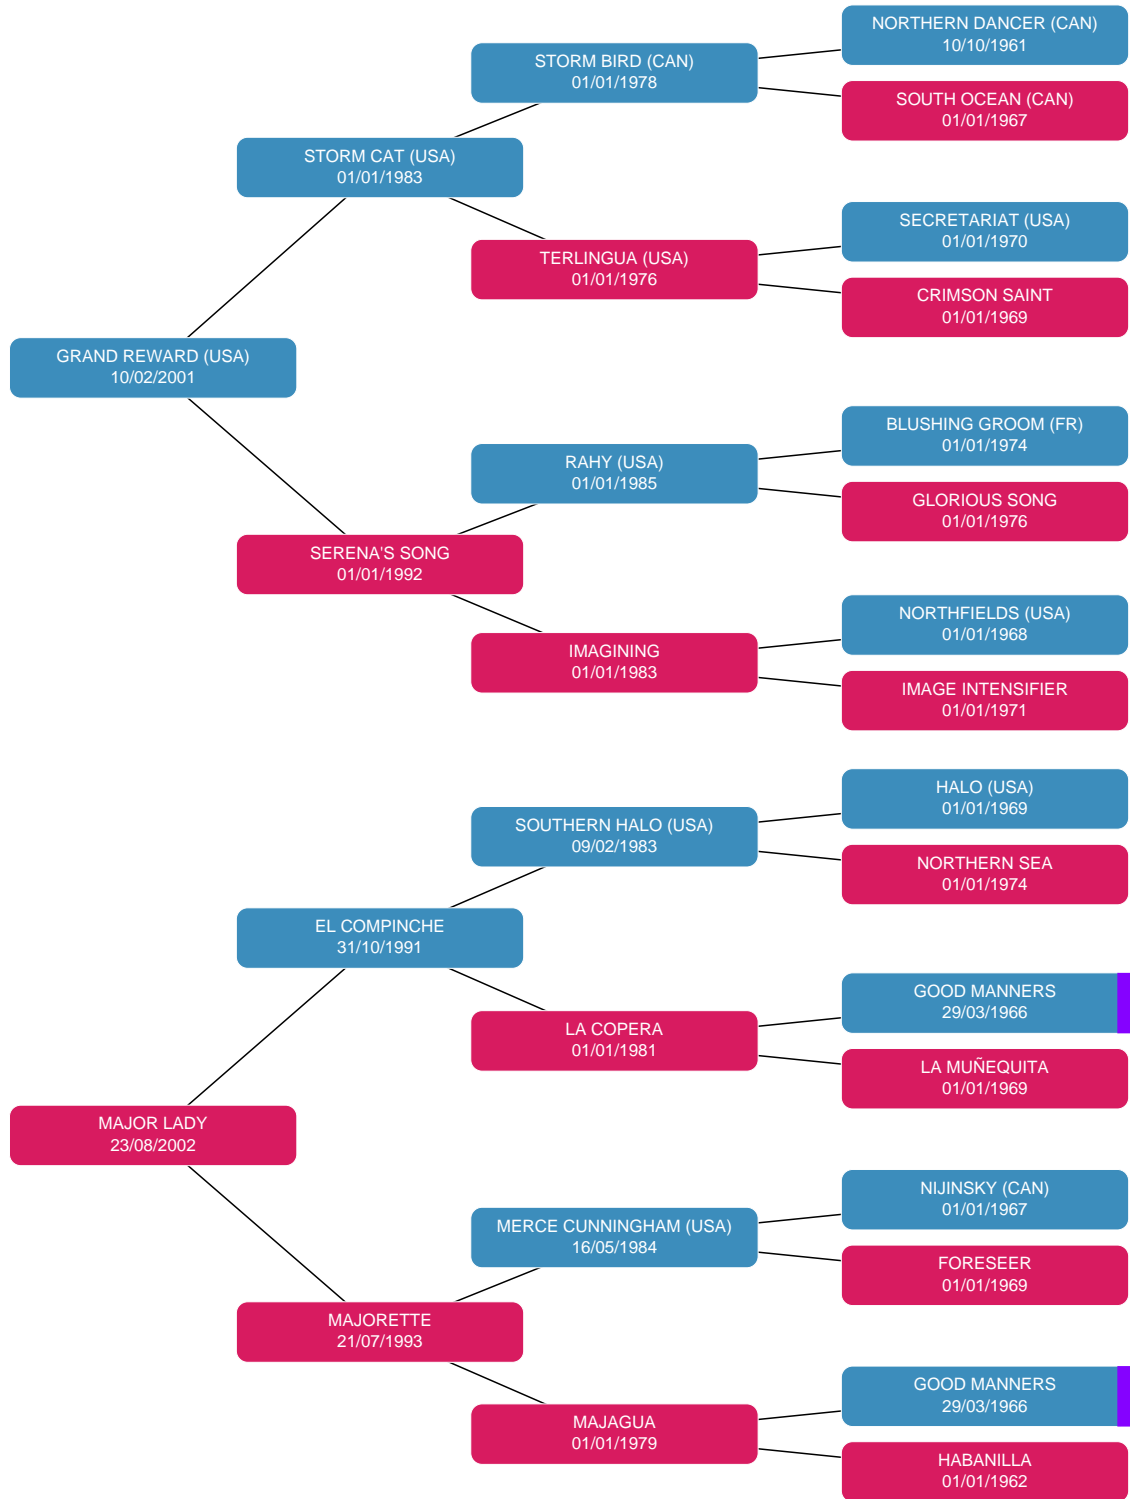 NORTHERN DANCER (CAN)
10/10/1961
STORM BIRD (CAN)
01/01/1978
SOUTH OCEAN (CAN)
01/01/1967
STORM CAT (USA)
01/01/1983
SECRETARIAT (USA)
01/01/1970
TERLINGUA (USA)
01/01/1976
CRIMSON SAINT
01/01/1969
GRAND REWARD (USA)
10/02/2001
BLUSHING GROOM (FR)
01/01/1974
RAHY (USA)
01/01/1985
GLORIOUS SONG
01/01/1976
SERENA'S SONG
01/01/1992
NORTHFIELDS (USA)
01/01/1968
IMAGINING
01/01/1983
IMAGE INTENSIFIER
01/01/1971
HALO (USA)
01/01/1969
SOUTHERN HALO (USA)
09/02/1983
NORTHERN SEA
01/01/1974
EL COMPINCHE
31/10/1991
GOOD MANNERS
29/03/1966
LA COPERA
01/01/1981
LA MUÑEQUITA
01/01/1969
MAJOR LADY
23/08/2002
NIJINSKY (CAN)
01/01/1967
MERCE CUNNINGHAM (USA)
16/05/1984
FORESEER
01/01/1969
MAJORETTE
21/07/1993
GOOD MANNERS
29/03/1966
MAJAGUA
01/01/1979
HABANILLA
01/01/1962